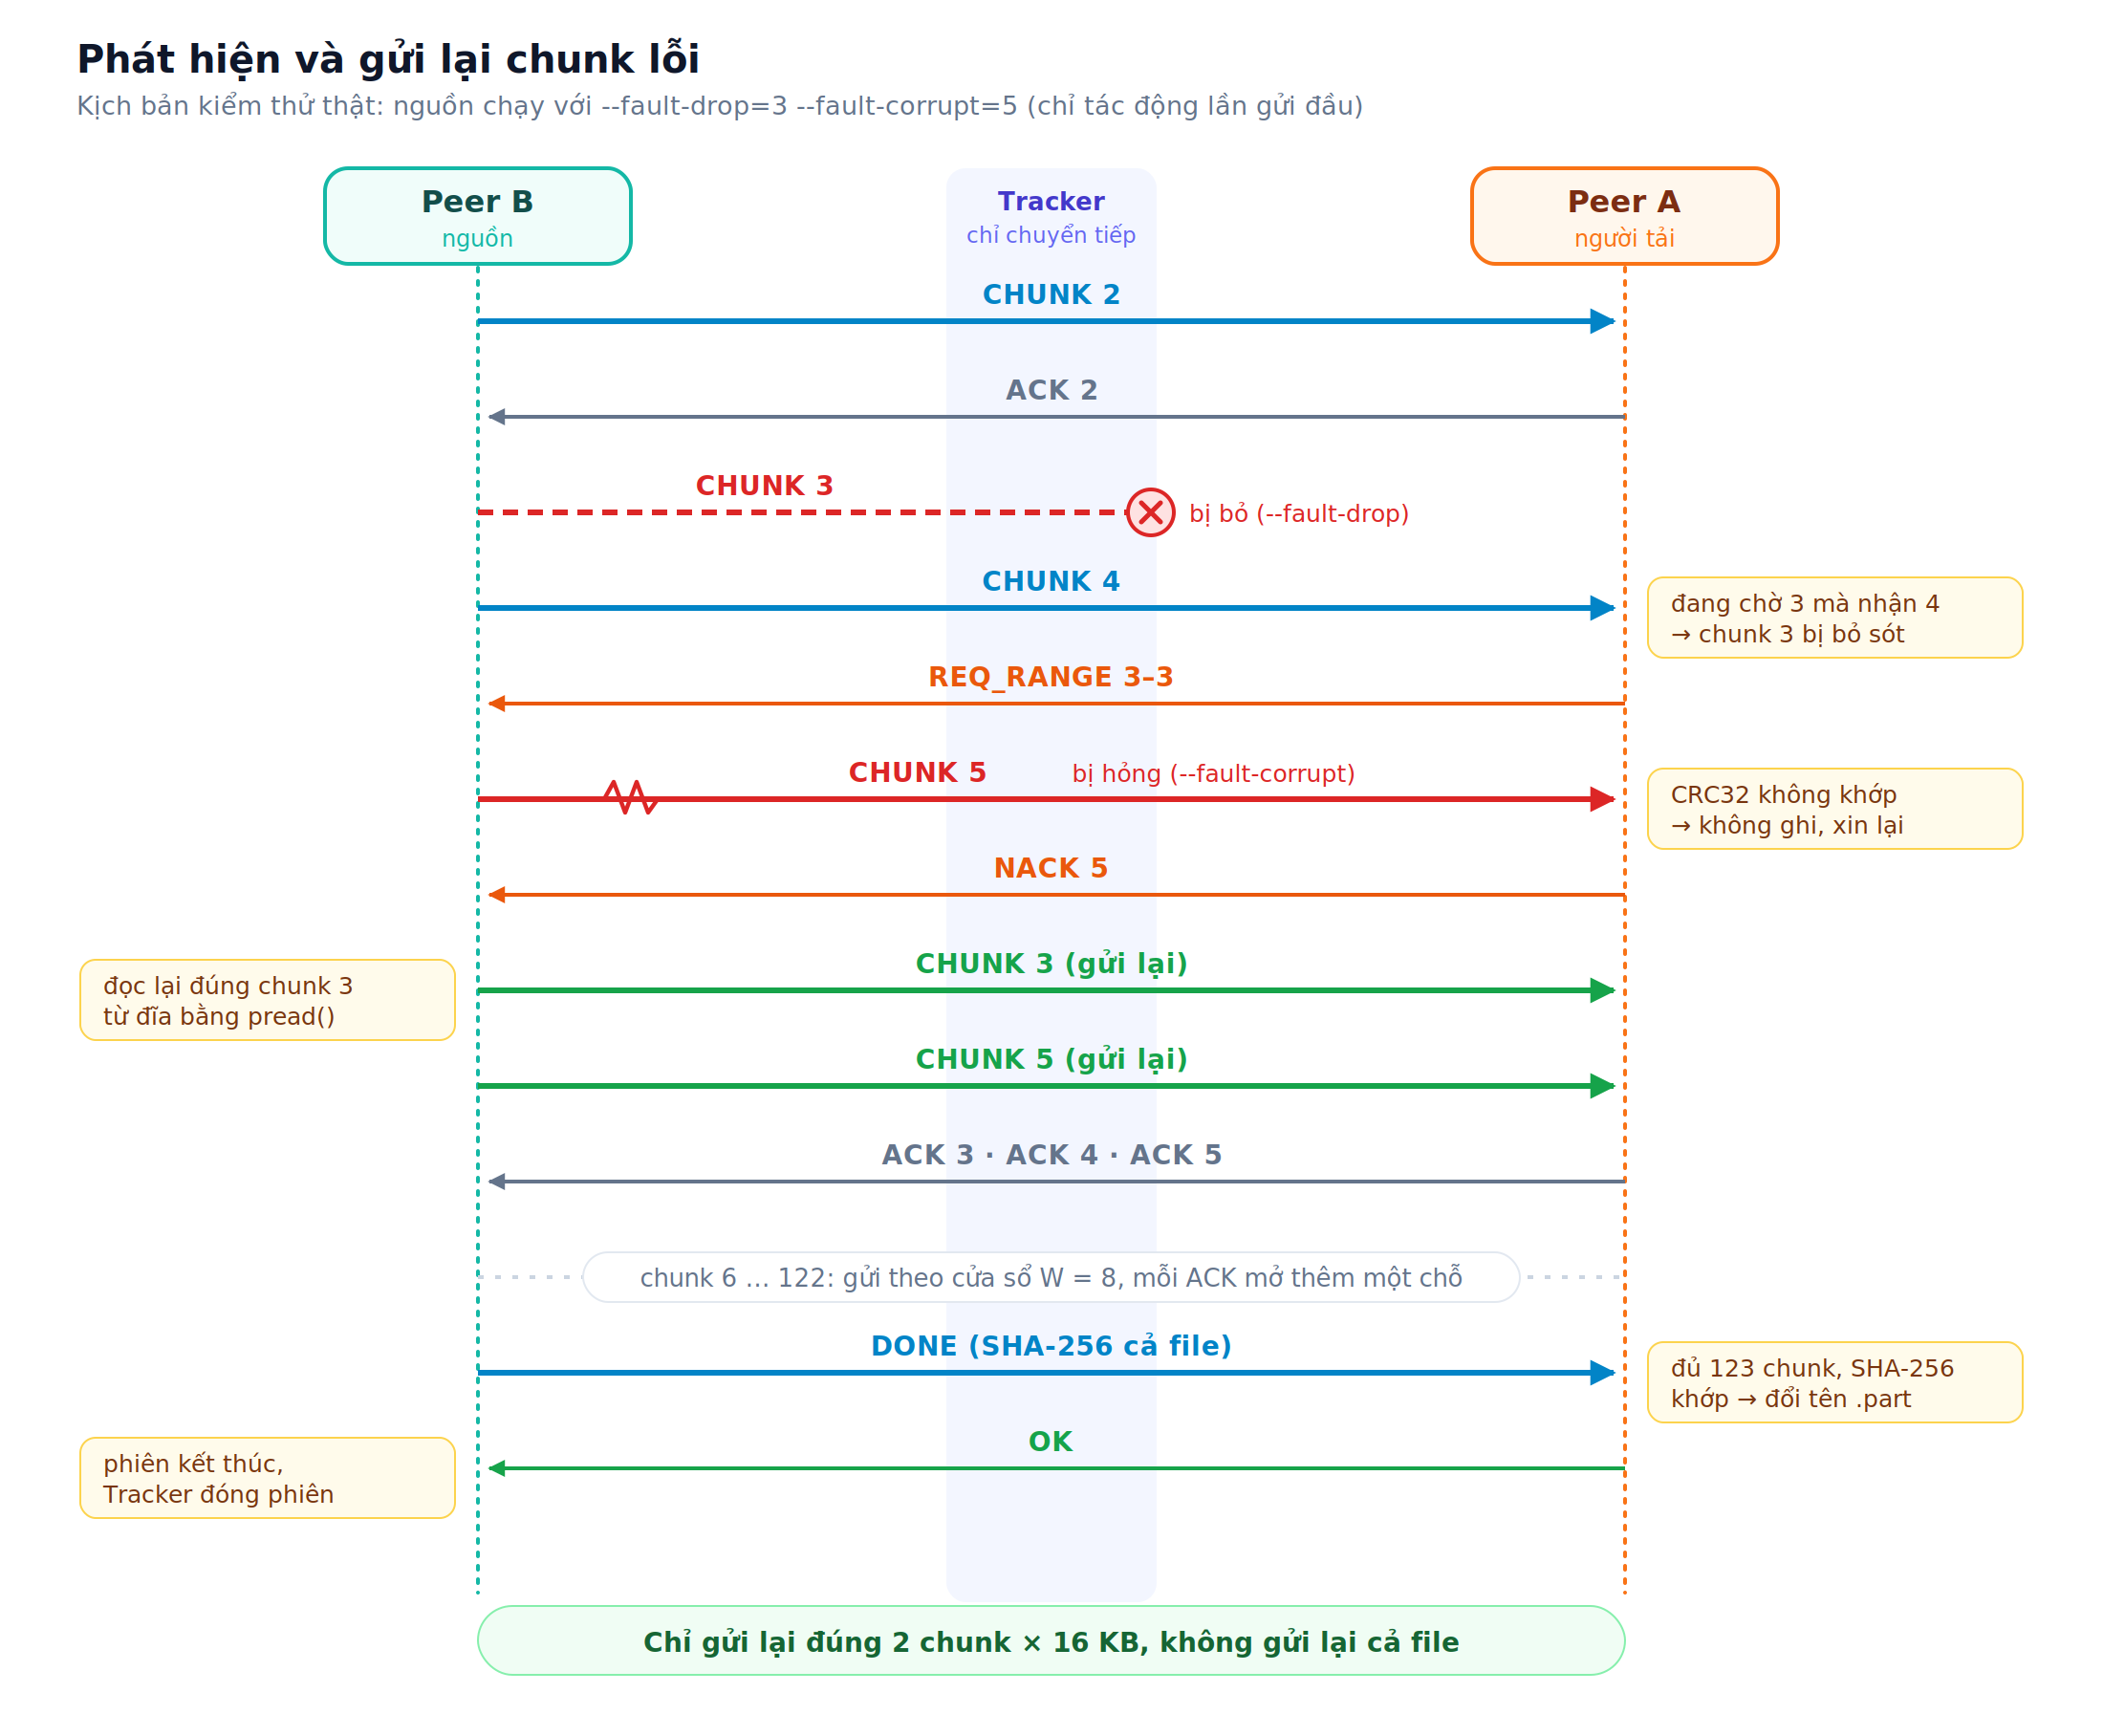 Phát hiện và gửi lại chunk lỗi
Kịch bản kiểm thử thật: nguồn chạy với --fault-drop=3 --fault-corrupt=5 (chỉ tác động lần gửi đầu)
Peer B
nguồn
Tracker
chỉ chuyển tiếp
Peer A
người tải
CHUNK 2
ACK 2
CHUNK 3
bị bỏ (--fault-drop)
CHUNK 4
đang chờ 3 mà nhận 4
→ chunk 3 bị bỏ sót
REQ_RANGE 3–3
CHUNK 5
bị hỏng (--fault-corrupt)
CRC32 không khớp
→ không ghi, xin lại
NACK 5
CHUNK 3 (gửi lại)
đọc lại đúng chunk 3
từ đĩa bằng pread()
CHUNK 5 (gửi lại)
ACK 3 · ACK 4 · ACK 5
chunk 6 … 122: gửi theo cửa sổ W = 8, mỗi ACK mở thêm một chỗ
DONE (SHA-256 cả file)
đủ 123 chunk, SHA-256
khớp → đổi tên .part
OK
phiên kết thúc,
Tracker đóng phiên
Chỉ gửi lại đúng 2 chunk × 16 KB, không gửi lại cả file